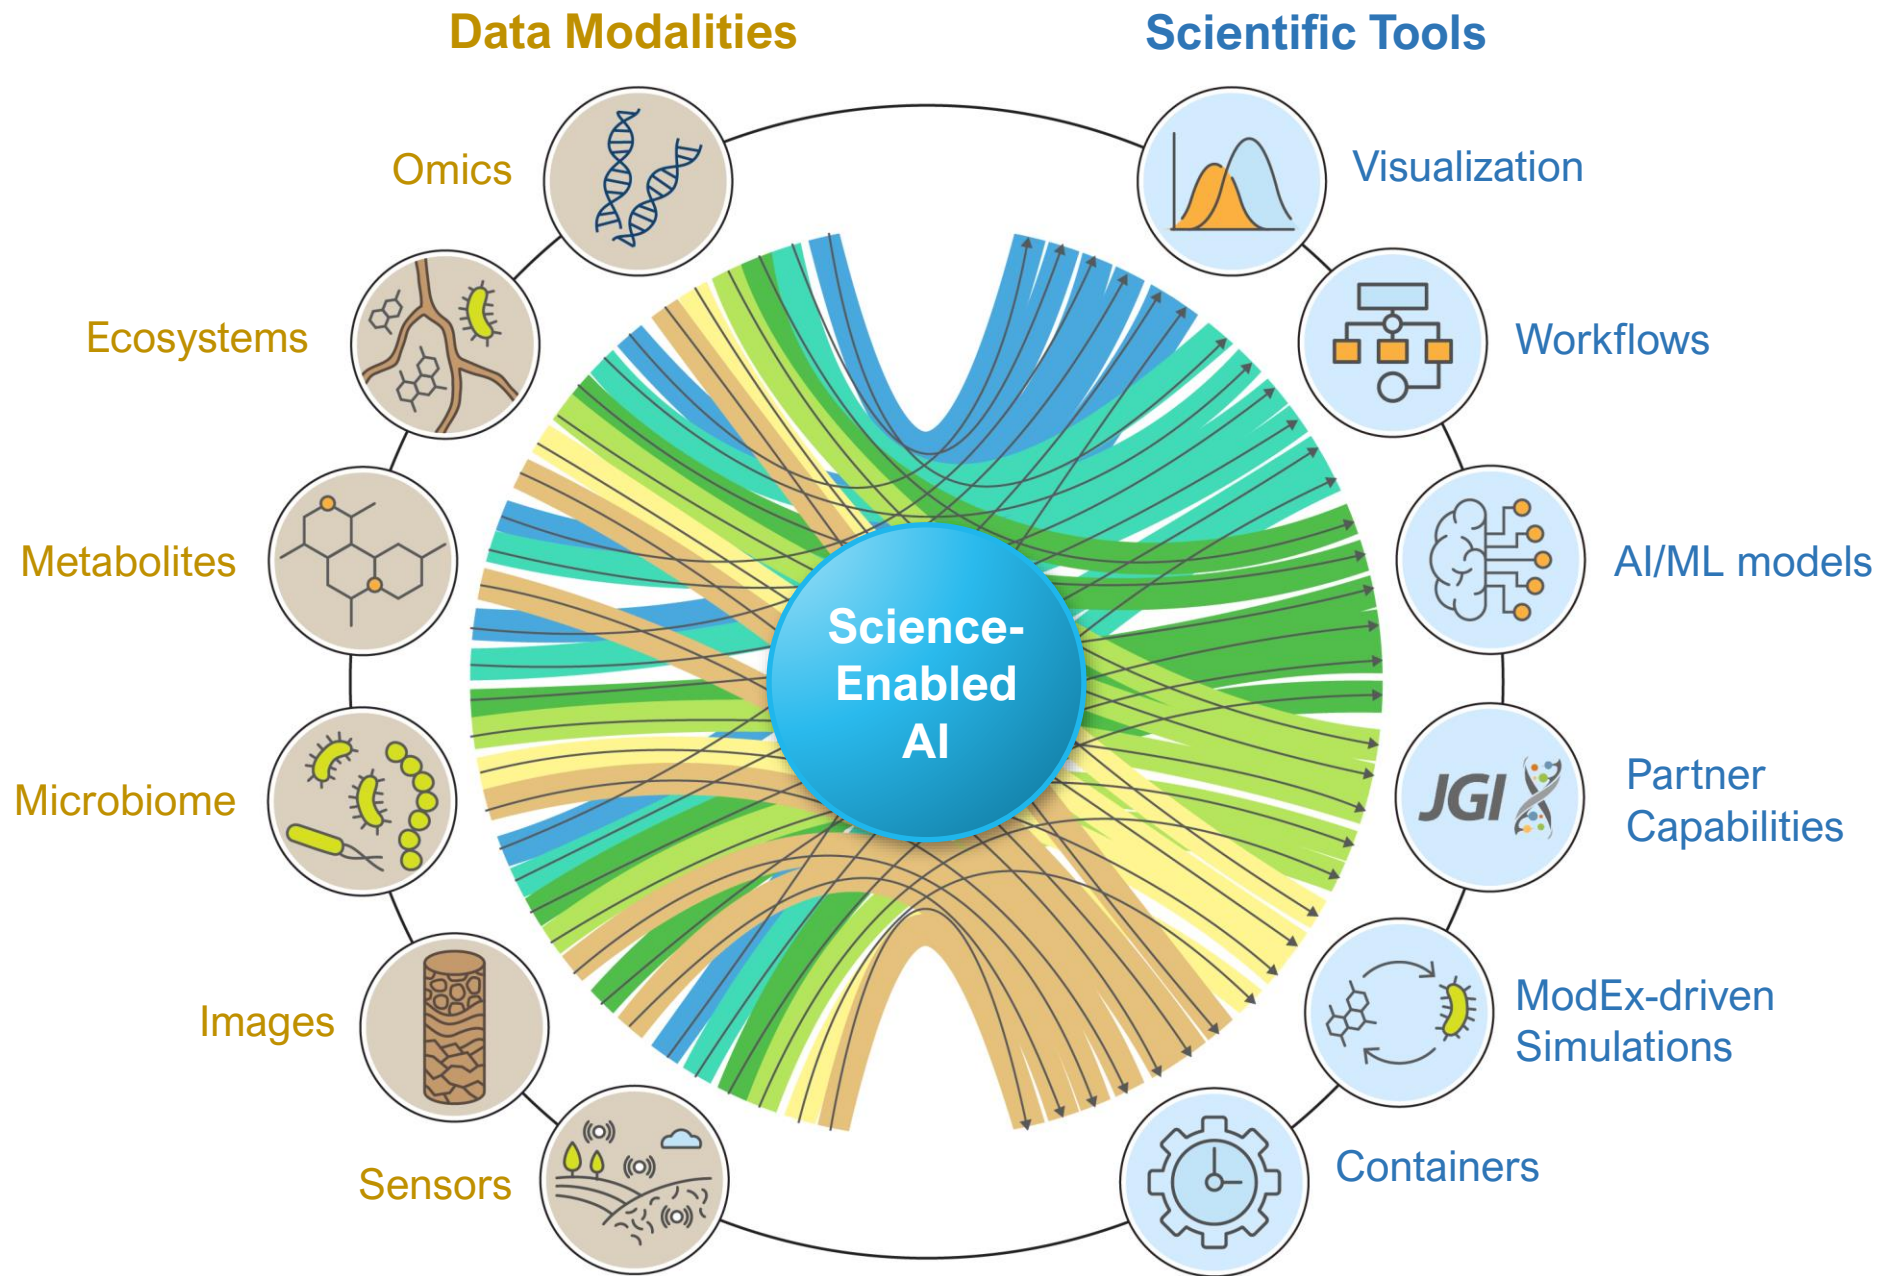 Data Modalities
Scientific Tools
Omics
Ecosystems
Metabolites
Microbiome
Images
Sensors
Science-
Enabled
AI
Visualization
Workflows
AI/ML models
JGI
Partner
Capabilities
ModEx-driven
Simulations
Containers